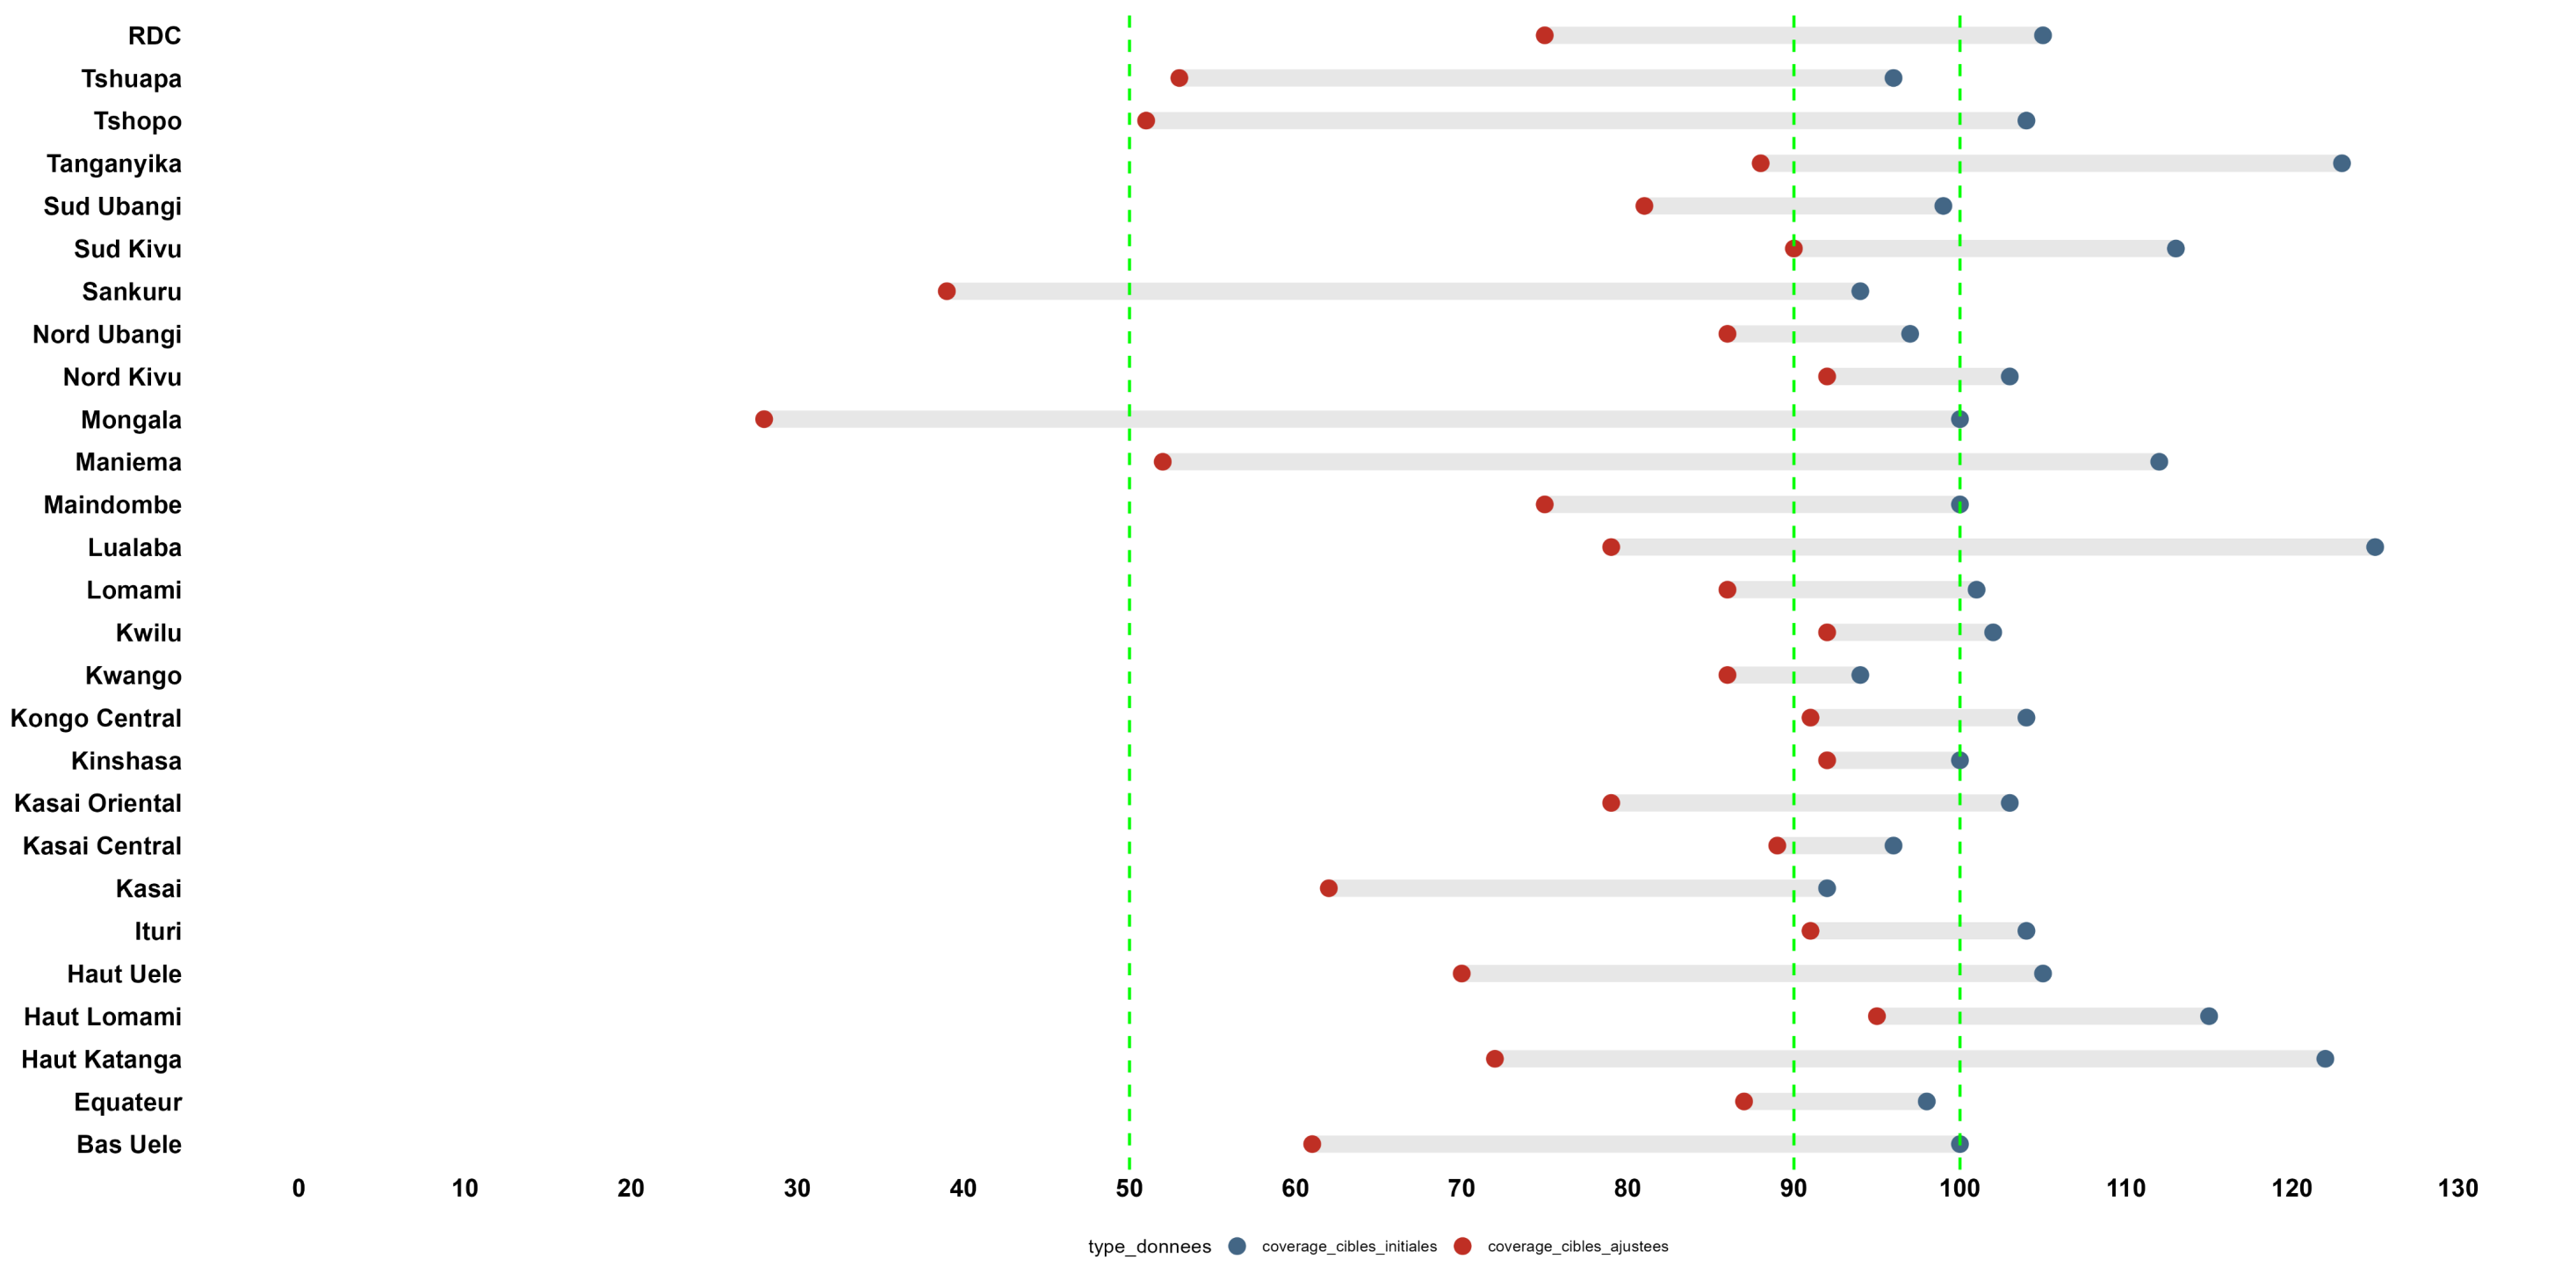 RDC
Tshuapa
Tshopo
Tanganyika
Sud Ubangi
Sud Kivu
Sankuru
Nord Ubangi
Nord Kivu
Mongala
Maniema
Maindombe
Lualaba
Lomami
Kwilu
Kwango
Kongo Central
Kinshasa
Kasai Oriental
Kasai Central
Kasai
Ituri
Haut Uele
Haut Lomami
Haut Katanga
Equateur
Bas Uele
0 10 20 30 40 50 60 70 80 90 100 110 120 130
type_donnees coverage_cibles_initiales coverage_cibles_ajustees